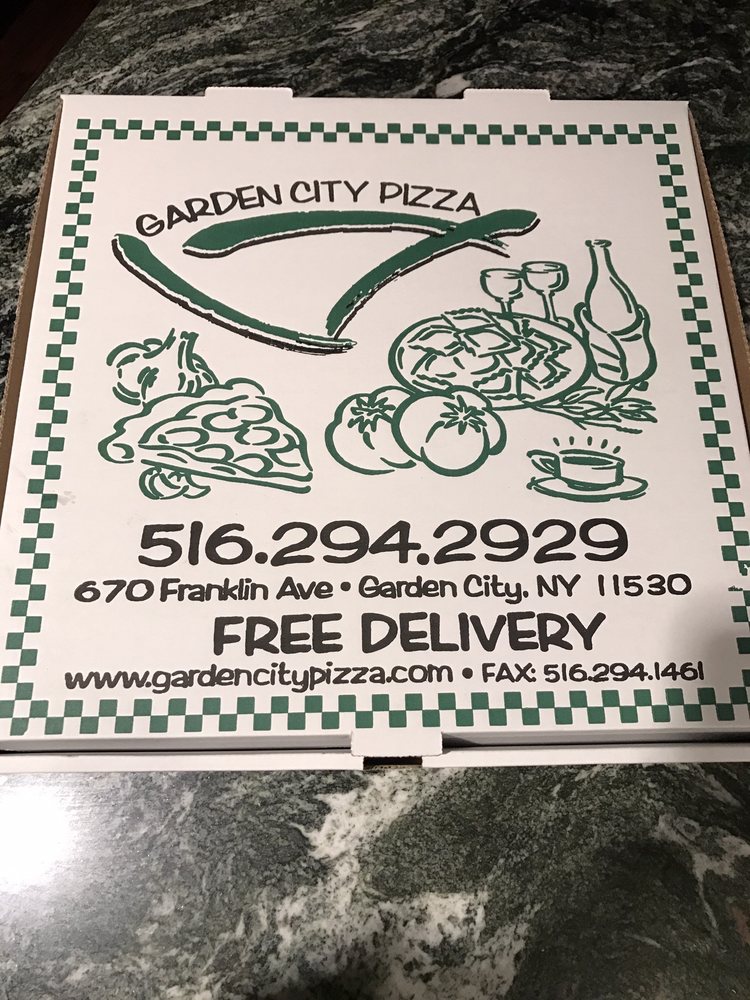 GARDEN CITY PIZZA
516.294.2929
670 Franklin Ave • Garden City, NY 11530
FREE DELIVERY
www.gardencitypizza.com • FAX: 516.294.1461